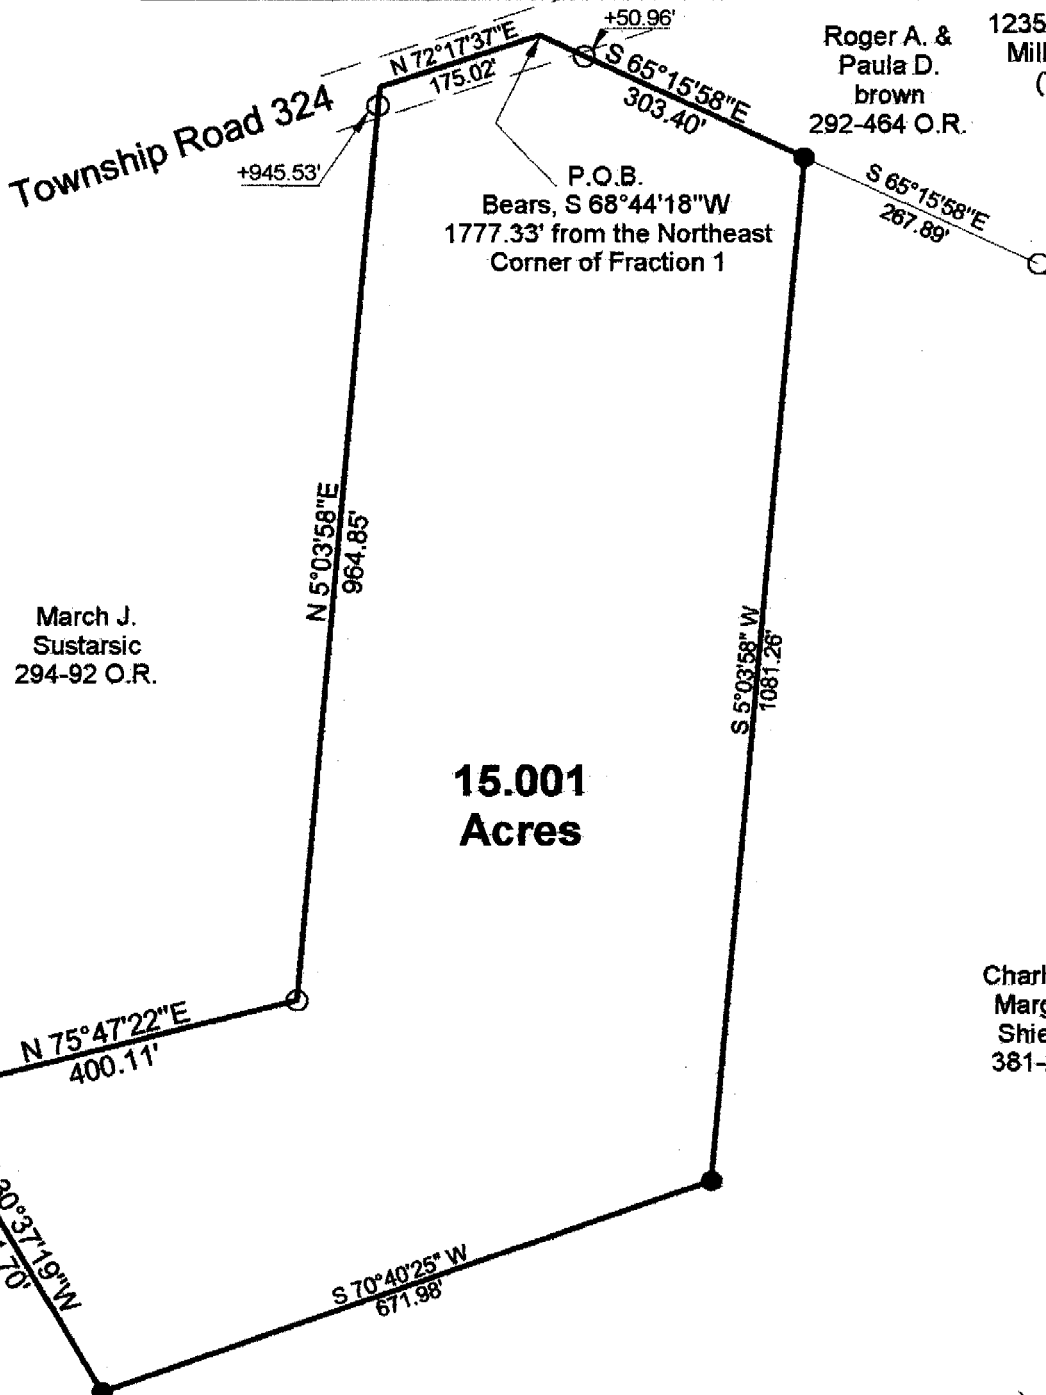 +50.96'
N 72°17'37"E
175.02'
S 65°15'58"E
303.40'
Roger A. &
Paula D.
brown
292-464 O.R.
1235
Township Road 324
+945.53'
P.O.B.
Bears, S 68°44'18"W
1777.33' from the Northeast
Corner of Fraction 1
S 65°15'58"E
267.89'
N 5°03'58"E
964.85'
March J.
Sustarsic
294-92 O.R.
S 5°03'58" W
1081.26'
15.001
Acres
N 75°47'22"E
400.11'
Marg
Shie
381-
S 70°40'25" W
671.98'